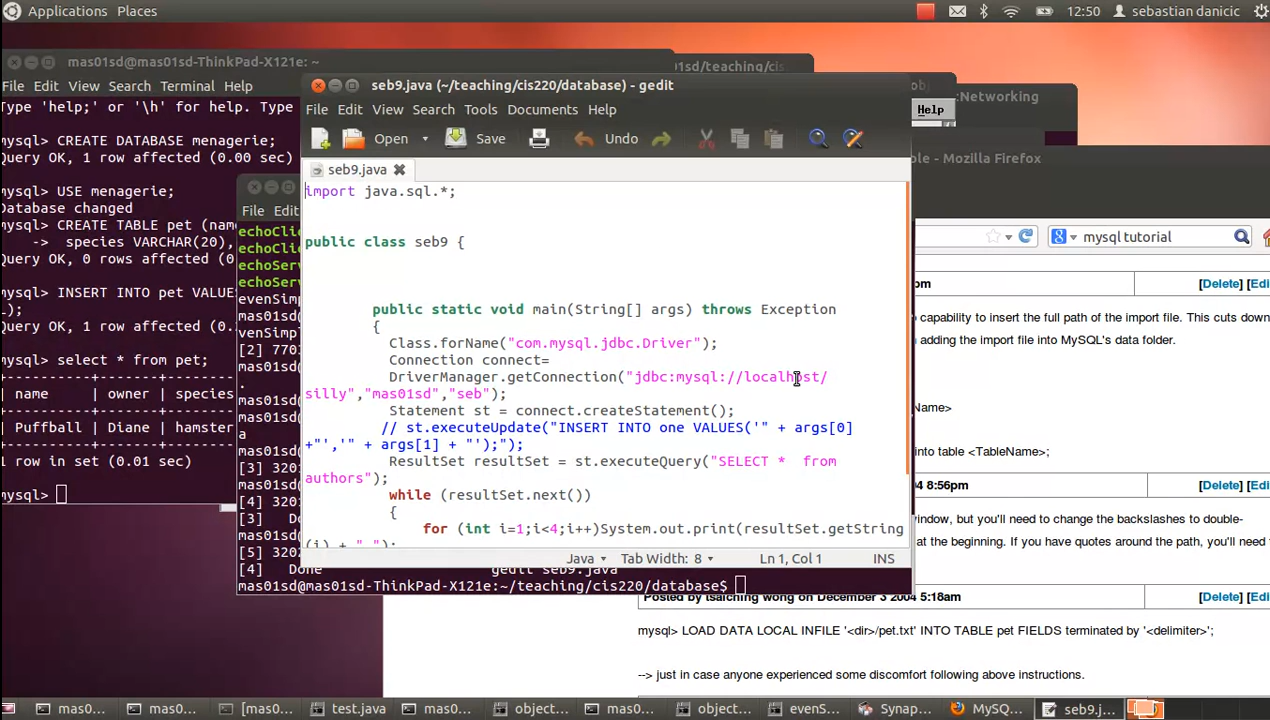 Applications Places
12:50 sebastian danicic
mas01sd@mas01sd-ThinkPad-X121e: ~
File Edit View Search Terminal Help
Type 'help;' or '\h' for help. Type
mysql> CREATE DATABASE menagerie;
Query OK, 1 row affected (0.00 sec)
mysql> USE menagerie;
Database changed
mysql> CREATE TABLE pet (name
-> species VARCHAR(20),
Query OK, 0 rows affected (0.
mysql> INSERT INTO pet VALUES
);
Query OK, 1 row affected (0.
mysql> select * from pet;
| name | owner | species
| Puffball | Diane | hamster
1 row in set (0.01 sec)
mysql>
1sd/teaching/cis
File Edit
echoCli
echoCli
echoSer
echoSer
mas01sd
mas01sd
venSimp
[2] 7701
.
mas01sd
a
[3] 3201
[4] 3201
[3] Do
mas01sd
[5] 3202
[4] Done gedit seb9.java
mas01sd@mas01sd-ThinkPad-X121e:~/teaching/cis220/database$
seb9.java (~/teaching/cis220/database) - gedit
File Edit View Search Tools Documents Help
Open Save Undo
seb9.java
import java.sql.*;
public class seb9 {
public static void main(String[] args) throws Exception
{
Class.forName("com.mysql.jdbc.Driver");
Connection connect=
DriverManager.getConnection("jdbc:mysql://localhost/
silly","mas01sd","seb");
Statement st = connect.createStatement();
// st.executeUpdate("INSERT INTO one VALUES('" + args[0]
+"','" + args[1] + "');");
ResultSet resultSet = st.executeQuery("SELECT * from
authors");
while (resultSet.next())
{
for (int i=1;i<4;i++)System.out.print(resultSet.getString
(i) + " ");
Java Tab Width: 8 Ln 1, Col 1 INS
obj
:Networking
Help
le - Mozilla Firefox
mysql tutorial
pm [Delete] [Edi
capability to insert the full path of the import file. This cuts down
n adding the import file into MySQL's data folder.
Name>
into table <TableName>;
04 8:56pm [Delete] [Edi
window, but you'll need to change the backslashes to double-
at the beginning. If you have quotes around the path, you'll need
Posted by tsaiching wong on December 3 2004 5:18am [Delete] [Edi
mysql> LOAD DATA LOCAL INFILE '<dir>/pet.txt' INTO TABLE pet FIELDS terminated by '<delimiter>';
--> just in case anyone experienced some discomfort following above instructions.
mas0... mas0... [mas0... test.java mas0... object... mas0... object... evenS... Synap... MySQ... seb9.j...